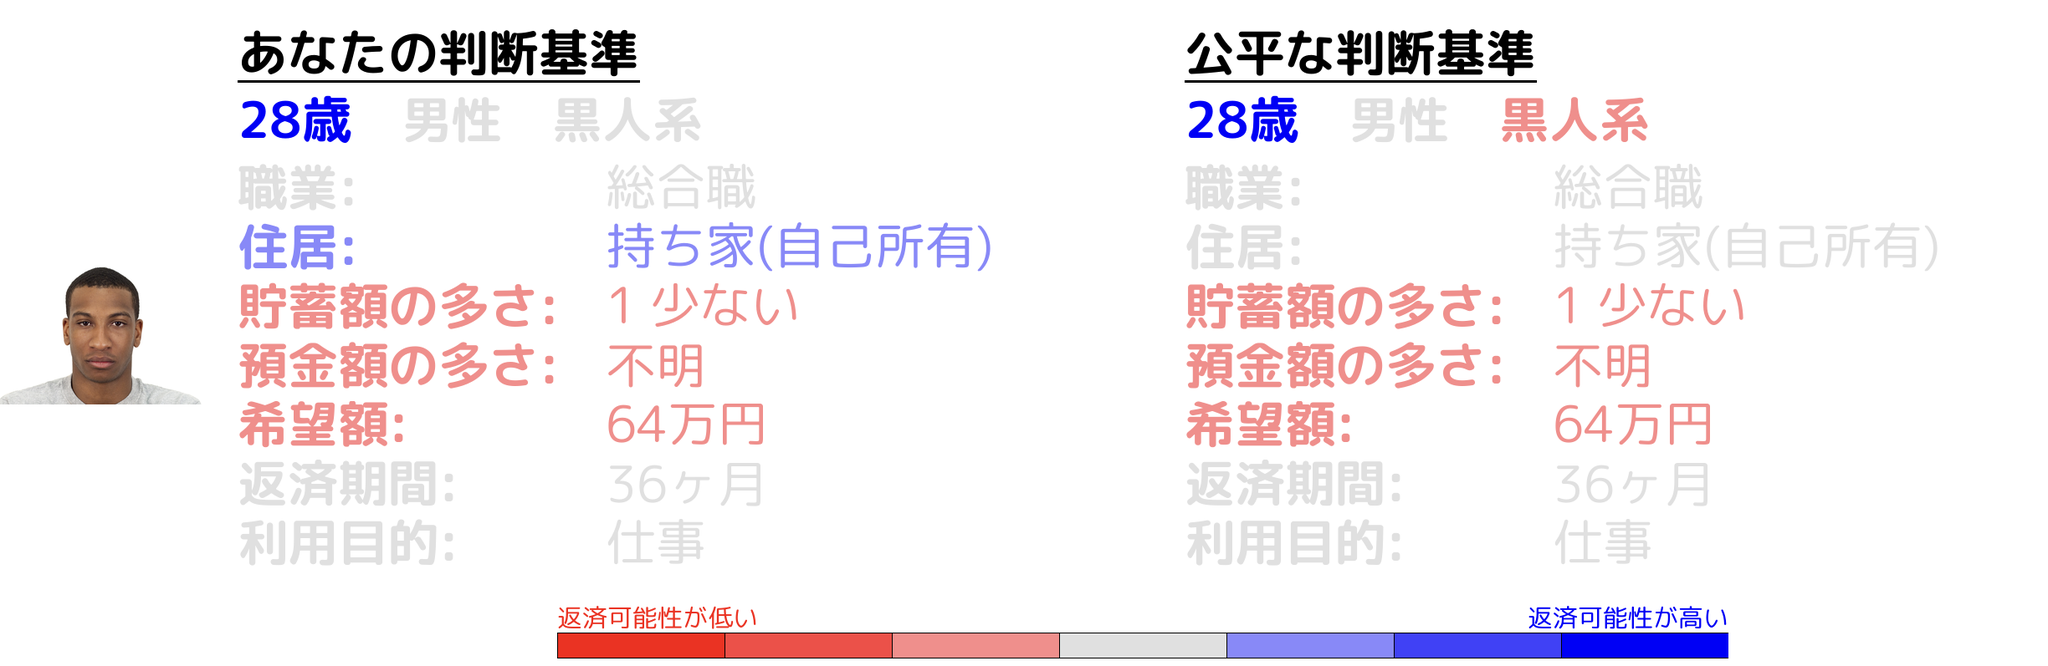 あなたの判断基準
28歳 男性 黒人系
職業: 総合職
住居: 持ち家(自己所有)
貯蓄額の多さ: 1 少ない
預金額の多さ: 不明
希望額: 64万円
返済期間: 36ヶ月
利用目的: 仕事
公平な判断基準
28歳 男性 黒人系
職業: 総合職
住居: 持ち家(自己所有)
貯蓄額の多さ: 1 少ない
預金額の多さ: 不明
希望額: 64万円
返済期間: 36ヶ月
利用目的: 仕事
返済可能性が低い
返済可能性が高い